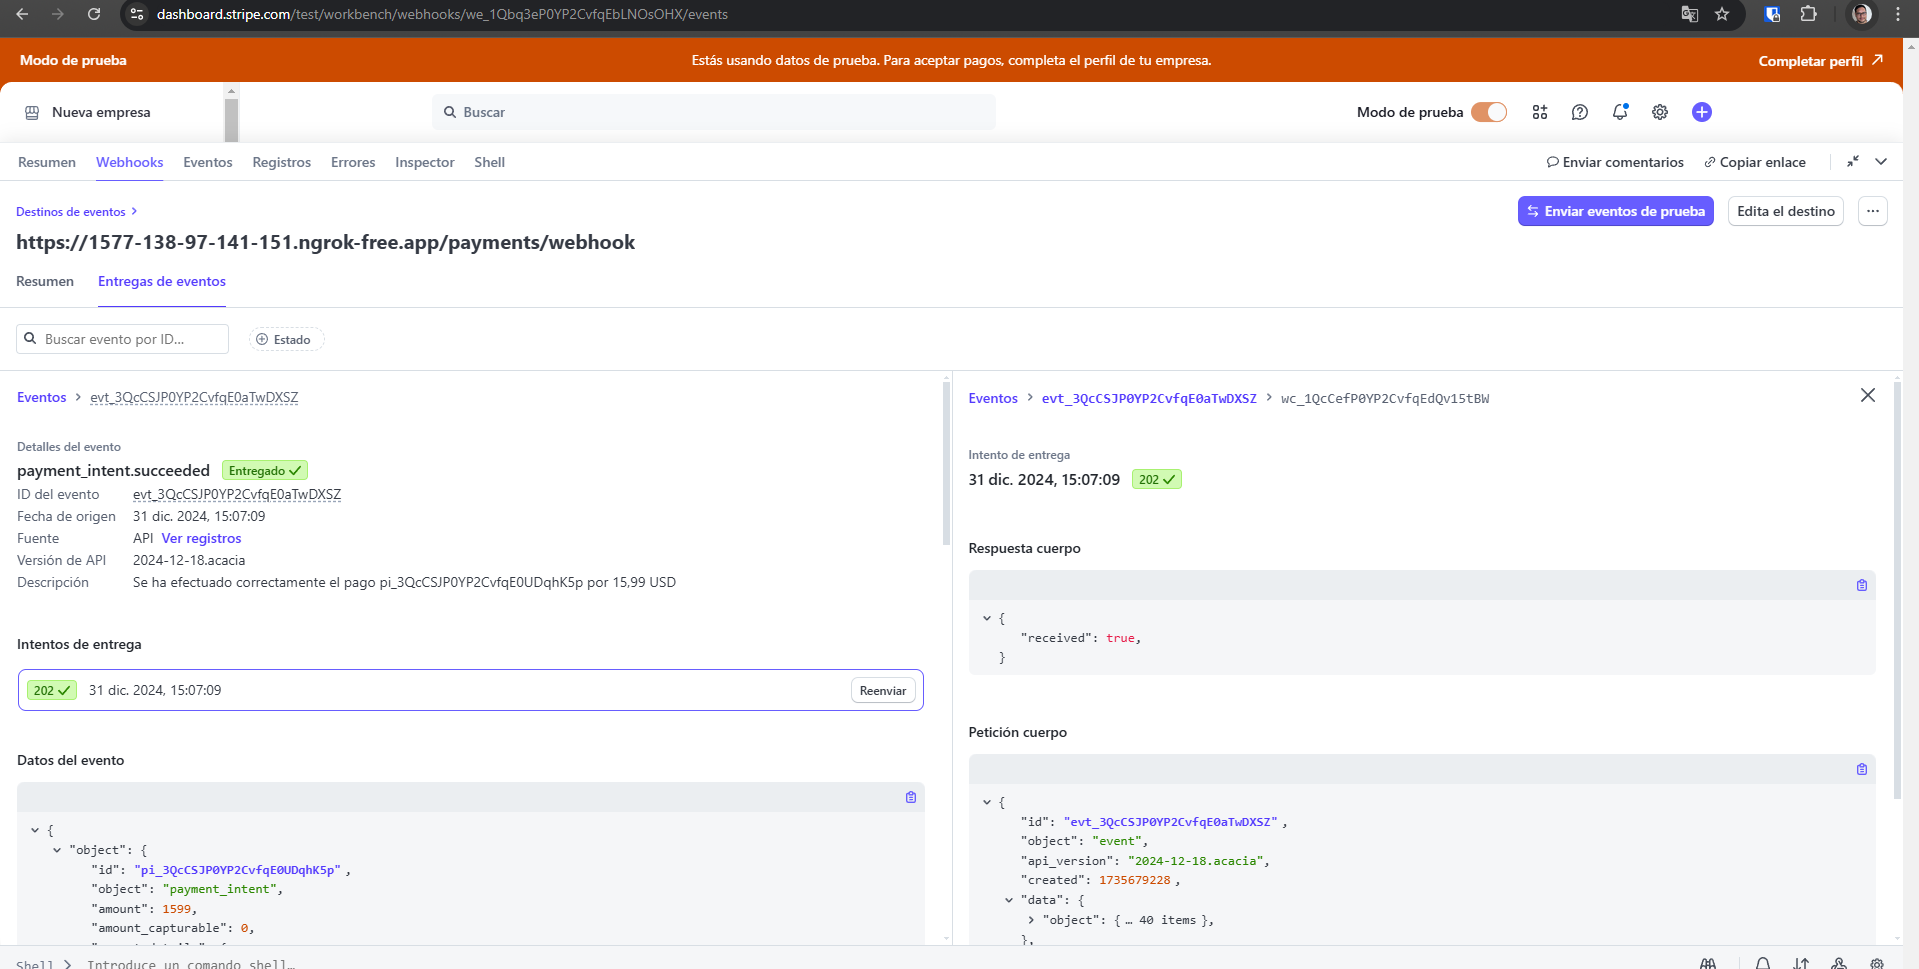 dashboard.stripe.com/test/workbench/webhooks/we_1Qbq3eP0YP2CvfqEbLNOsOHX/events
Modo de prueba
Estás usando datos de prueba. Para aceptar pagos, completa el perfil de tu empresa.
Completar perfil
Nueva empresa
Buscar
Modo de prueba
Resumen
Webhooks
Eventos
Registros
Errores
Inspector
Shell
Enviar comentarios
Copiar enlace
Destinos de eventos
Enviar eventos de prueba
Edita el destino
https://1577-138-97-141-151.ngrok-free.app/payments/webhook
Resumen
Entregas de eventos
Buscar evento por ID...
Estado
Eventos > evt_3QcCSJP0YP2CvfqE0aTwDXSZ
Detalles del evento
payment_intent.succeeded
Entregado
ID del evento
evt_3QcCSJP0YP2CvfqE0aTwDXSZ
Fecha de origen
31 dic. 2024, 15:07:09
Fuente
API Ver registros
Versión de API
2024-12-18.acacia
Descripción
Se ha efectuado correctamente el pago pi_3QcCSJP0YP2CvfqE0UDqhK5p por 15,99 USD
Intentos de entrega
202
31 dic. 2024, 15:07:09
Reenviar
Datos del evento
{
"object": {
"id": "pi_3QcCSJP0YP2CvfqE0UDqhK5p",
"object": "payment_intent",
"amount": 1599,
"amount_capturable": 0,
Eventos > evt_3QcCSJP0YP2CvfqE0aTwDXSZ > wc_1QcCefP0YP2CvfqEdQv15tBW
Intento de entrega
31 dic. 2024, 15:07:09
202
Respuesta cuerpo
{
"received": true,
}
Petición cuerpo
{
"id": "evt_3QcCSJP0YP2CvfqE0aTwDXSZ",
"object": "event",
"api_version": "2024-12-18.acacia",
"created": 1735679228,
"data": {
"object": { … 40 items },
},
Shell > Introduce un comando shell…